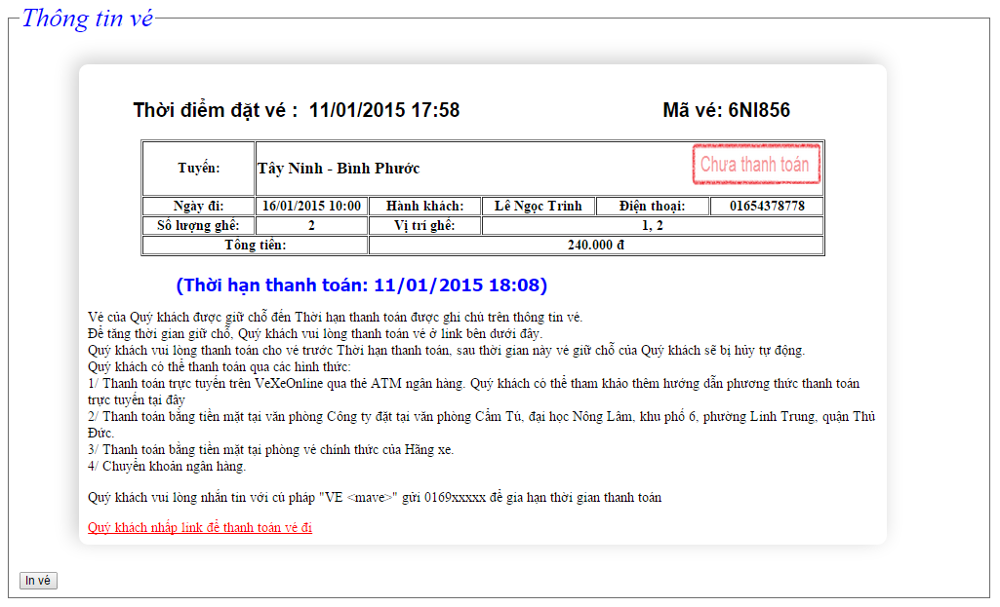 Thông tin vé
Thời điểm đặt vé : 11/01/2015 17:58 Mã vé: 6NI856
Tuyến: Tây Ninh - Bình Phước Chưa thanh toán
Ngày đi: 16/01/2015 10:00 Hành khách: Lê Ngọc Trinh Điện thoại: 01654378778
Số lượng ghế: 2 Vị trí ghế: 1, 2
Tổng tiền: 240.000 đ
(Thời hạn thanh toán: 11/01/2015 18:08)
Vé của Quý khách được giữ chỗ đến Thời hạn thanh toán được ghi chú trên thông tin vé.
Để tăng thời gian giữ chỗ, Quý khách vui lòng thanh toán vé ở link bên dưới đây.
Quý khách vui lòng thanh toán cho vé trước Thời hạn thanh toán, sau thời gian này vé giữ chỗ của Quý khách sẽ bị hủy tự động.
Quý khách có thể thanh toán qua các hình thức:
1/ Thanh toán trực tuyến trên VeXeOnline qua thẻ ATM ngân hàng. Quý khách có thể tham khảo thêm hướng dẫn phương thức thanh toán
trực tuyến tại đây
2/ Thanh toán bằng tiền mặt tại văn phòng Công ty đặt tại văn phòng Cẩm Tú, đại học Nông Lâm, khu phố 6, phường Linh Trung, quận Thủ
Đức.
3/ Thanh toán bằng tiền mặt tại phòng vé chính thức của Hãng xe.
4/ Chuyển khoản ngân hàng.
Quý khách vui lòng nhắn tin với cú pháp "VE <mave>" gửi 0169xxxxx để gia hạn thời gian thanh toán
Quý khách nhấp link để thanh toán vé đi
In vé